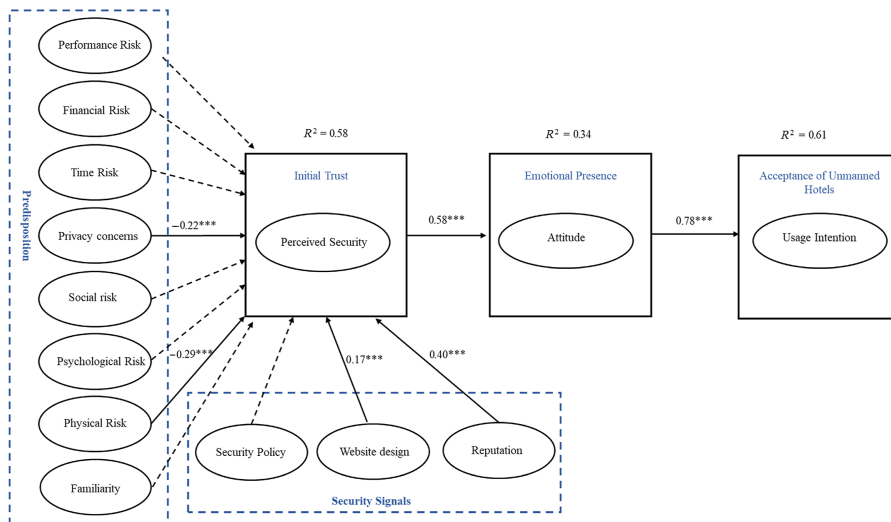 Predisposition
Performance Risk
Financial Risk
Time Risk
Privacy concerns
Social risk
Psychological Risk
Physical Risk
Familiarity
−0.22***
−0.29***
R² = 0.58
Initial Trust
Perceived Security
0.58***
R² = 0.34
Emotional Presence
Attitude
0.78***
R² = 0.61
Acceptance of Unmanned
Hotels
Usage Intention
0.17***
0.40***
Security Policy
Website design
Reputation
Security Signals